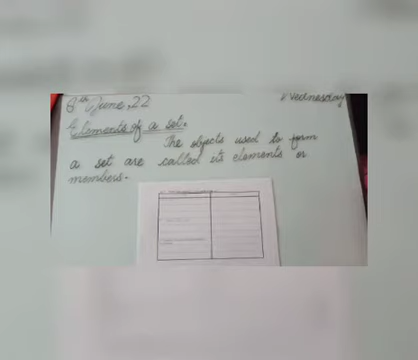 6th June, 22
Wednesday
Elements of a set.
The objects used to form
a set are called its elements or
members.